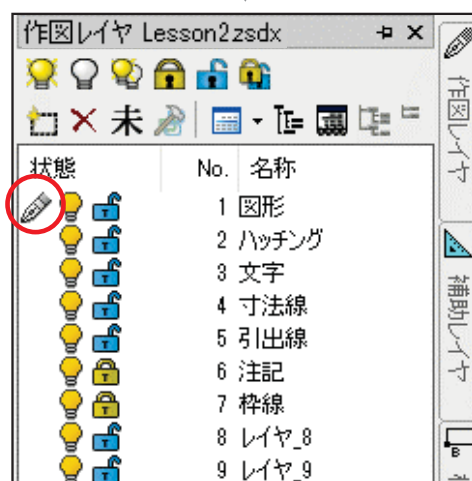 作図レイヤ Lesson2.zsdx
未
状態 No. 名称
1 図形
2 ハッチング
3 文字
4 寸法線
5 引出線
6 注記
7 枠線
8 レイヤ_8
9 レイヤ_9
作図レイヤ
補助レイヤ
B